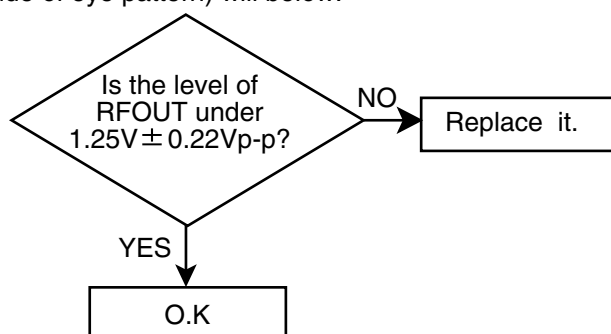 Is the level of
RFOUT under
1.25V±0.22Vp-p?
NO
Replace it.
YES
O.K